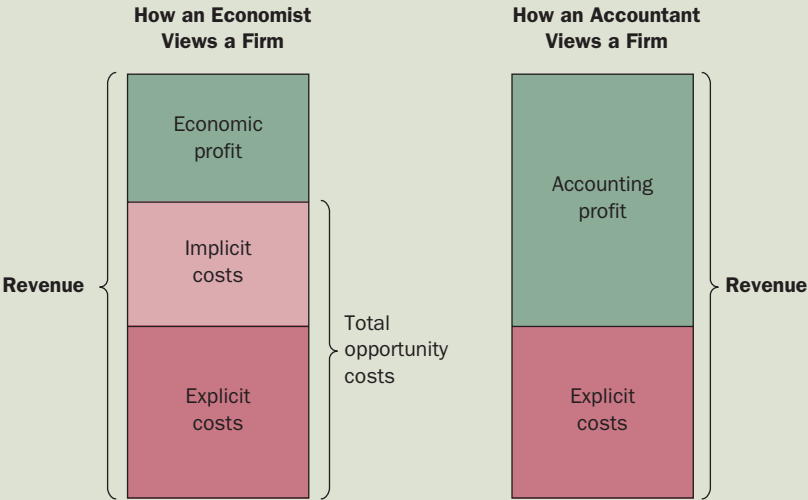 How an Economist
Views a Firm
How an Accountant
Views a Firm
Economic
profit
Implicit
costs
Explicit
costs
Revenue
Total
opportunity
costs
Accounting
profit
Explicit
costs
Revenue